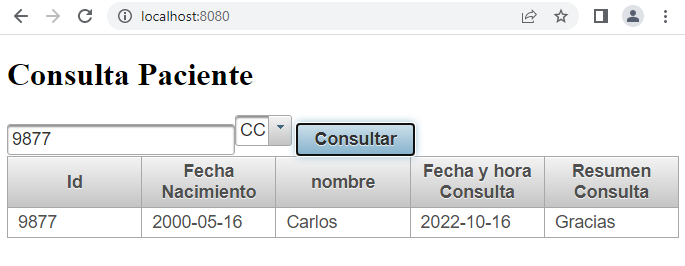 localhost:8080
Consulta Paciente
9877 CC Consultar
Id Fecha Nacimiento nombre Fecha y hora Consulta Resumen Consulta
9877 2000-05-16 Carlos 2022-10-16 Gracias